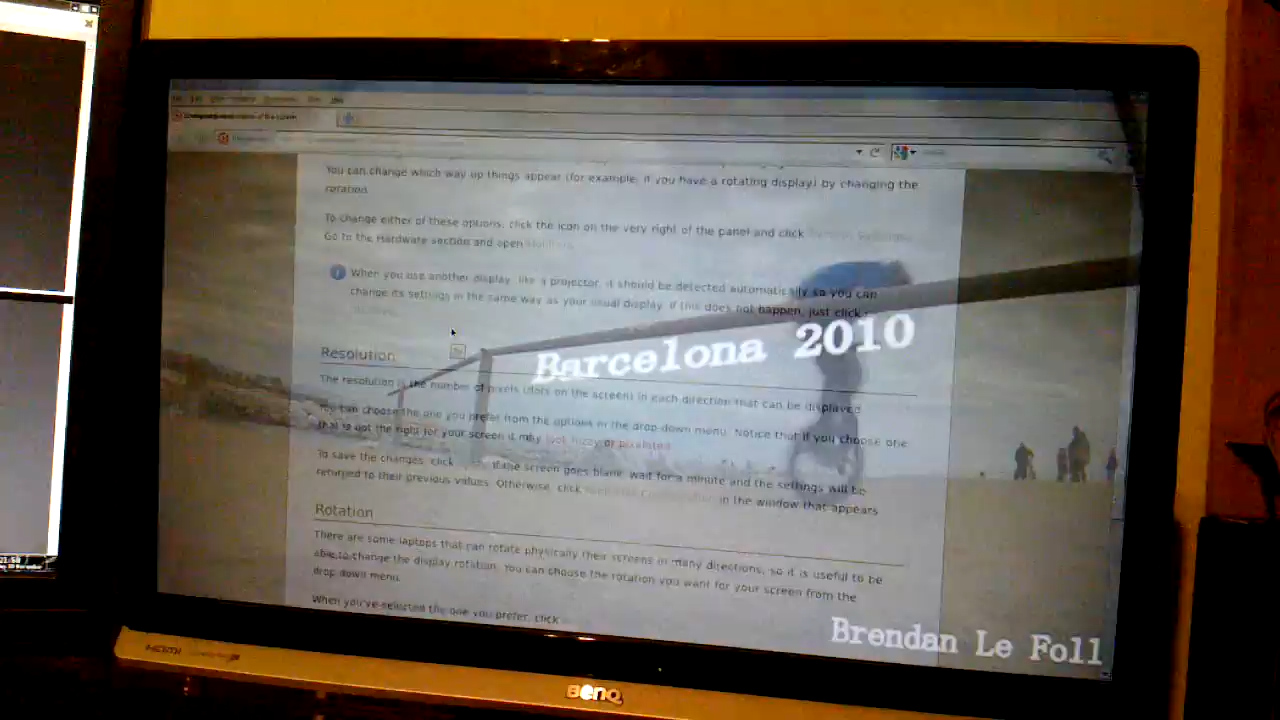 You can change which way up things appear (for example, if you have a rotating display) by changing the
rotation.
To change either of these options, click the icon on the very right of the panel and click
Go to the Hardware section and open
When you use another display, like a projector, it should be detected automatically so you can
change its settings in the same way as your usual display. If this does not happen, just click
Resolution
Barcelona 2010
The resolution is the number of pixels (dots on the screen) in each direction that can be displayed.
You can choose the one you prefer from the options in the drop down menu. Notice that if you choose one
that is not the right for your screen it may look fuzzy or pixelated
To save the changes, click If the screen goes blank, wait for a minute and the settings will be
returned to their previous values. Otherwise, click in the window that appears
Rotation
There are some laptops that can rotate physically their screens in many directions, so it is useful to be
able to change the display rotation. You can choose the rotation you want for your screen from the
drop down menu.
When you've selected the one you prefer, click
Brendan Le Foll
HDMI
BenQ